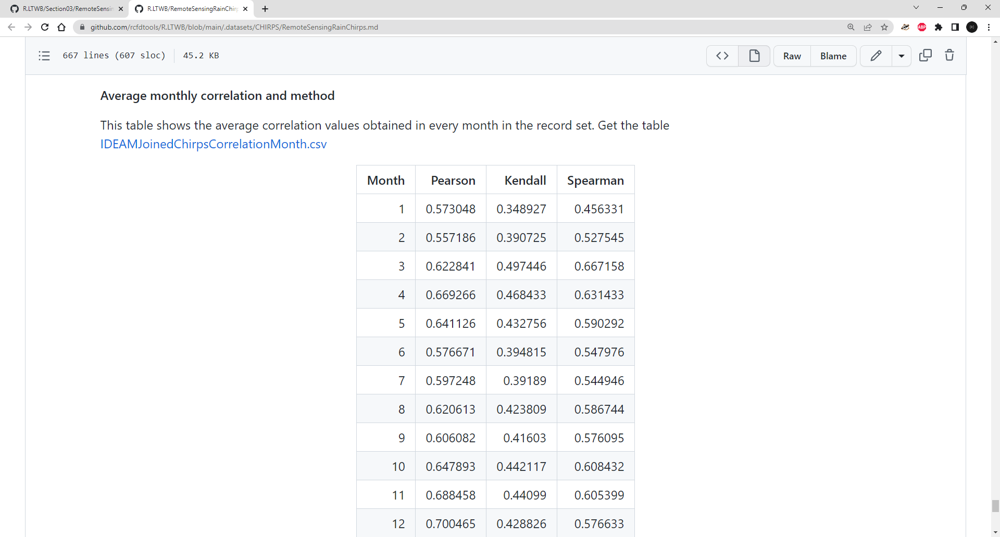 R.LTWB/Section03/RemoteSensin
R.LTWB/RemoteSensingRainChirp
github.com/rcfdtools/R.LTWB/blob/main/.datasets/CHIRPS/RemoteSensingRainChirps.md
ABP
667 lines (607 sloc) 45.2 KB
Raw Blame
Average monthly correlation and method
This table shows the average correlation values obtained in every month in the record set. Get the table
IDEAMJoinedChirpsCorrelationMonth.csv
Month Pearson Kendall Spearman
1 0.573048 0.348927 0.456331
2 0.557186 0.390725 0.527545
3 0.622841 0.497446 0.667158
4 0.669266 0.468433 0.631433
5 0.641126 0.432756 0.590292
6 0.576671 0.394815 0.547976
7 0.597248 0.39189 0.544946
8 0.620613 0.423809 0.586744
9 0.606082 0.41603 0.576095
10 0.647893 0.442117 0.608432
11 0.688458 0.44099 0.605399
12 0.700465 0.428826 0.576633